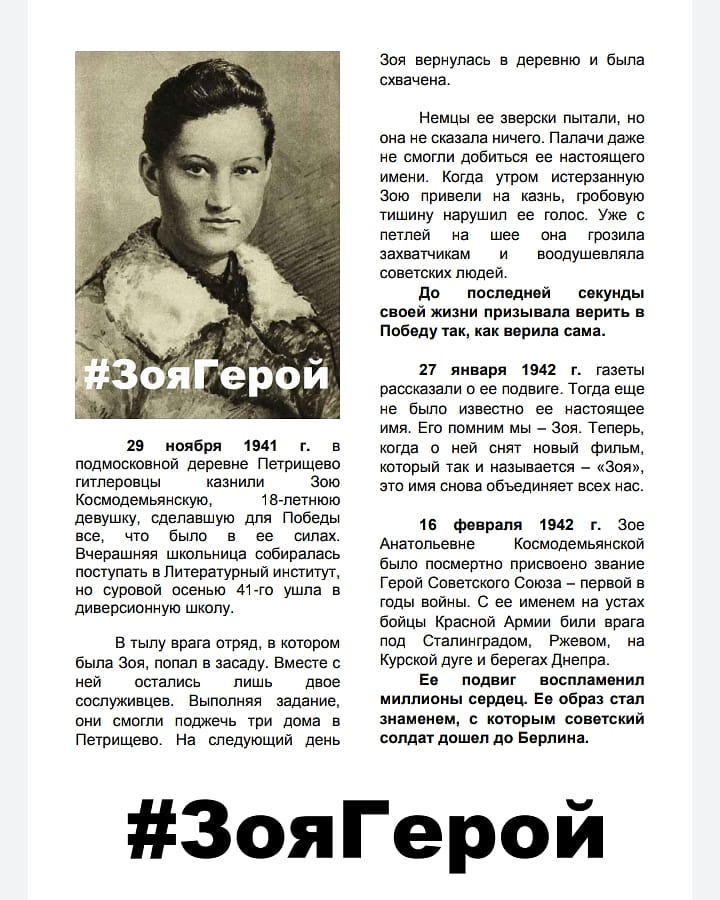 #ЗояГерой
29 ноября 1941 г. в
подмосковной деревне Петрищево
гитлеровцы казнили Зою
Космодемьянскую, 18-летнюю
девушку, сделавшую для Победы
все, что было в ее силах.
Вчерашняя школьница собиралась
поступать в Литературный институт,
но суровой осенью 41-го ушла в
диверсионную школу.
В тылу врага отряд, в котором
была Зоя, попал в засаду. Вместе с
ней остались лишь двое
сослуживцев. Выполняя задание,
они смогли поджечь три дома в
Петрищево. На следующий день
Зоя вернулась в деревню и была
схвачена.
Немцы ее зверски пытали, но
она не сказала ничего. Палачи даже
не смогли добиться ее настоящего
имени. Когда утром истерзанную
Зою привели на казнь, гробовую
тишину нарушил ее голос. Уже с
петлей на шее она грозила
захватчикам и воодушевляла
советских людей.
До последней секунды
своей жизни призывала верить в
Победу так, как верила сама.
27 января 1942 г. газеты
рассказали о ее подвиге. Тогда еще
не было известно ее настоящее
имя. Его помним мы – Зоя. Теперь,
когда о ней снят новый фильм,
который так и называется – «Зоя»,
это имя снова объединяет всех нас.
16 февраля 1942 г. Зое
Анатольевне Космодемьянской
было посмертно присвоено звание
Герой Советского Союза – первой в
годы войны. С ее именем на устах
бойцы Красной Армии били врага
под Сталинградом, Ржевом, на
Курской дуге и берегах Днепра.
Ее подвиг воспламенил
миллионы сердец. Ее образ стал
знаменем, с которым советский
солдат дошел до Берлина.
#ЗояГерой